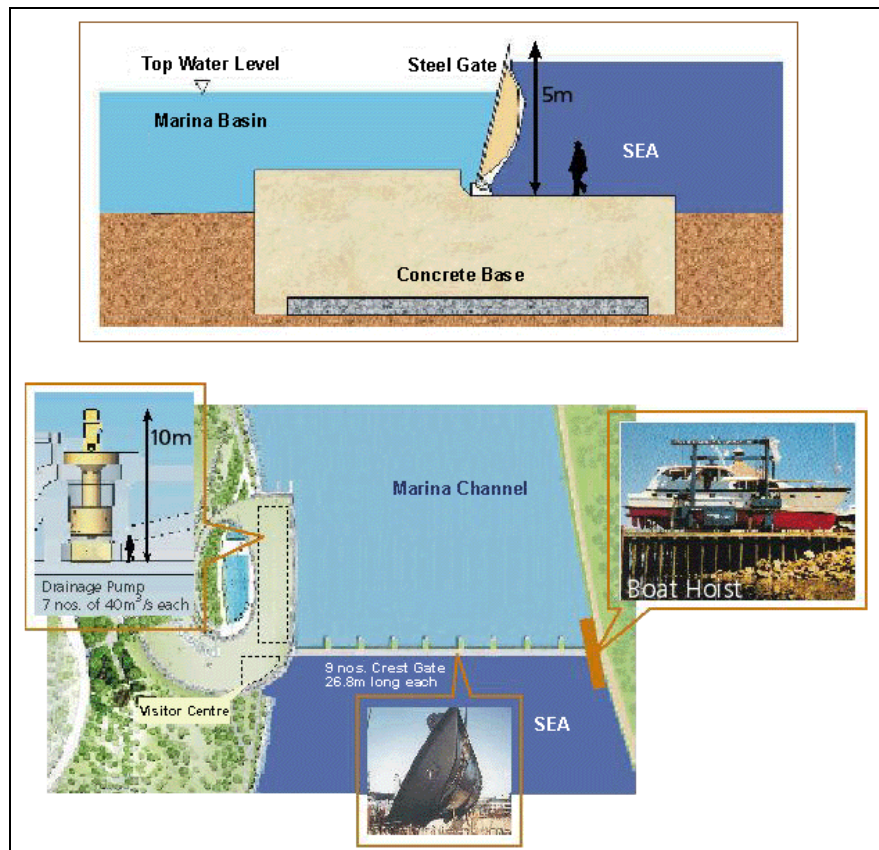 Top Water Level
Steel Gate
5m
Marina Basin
SEA
Concrete Base
10m
Marina Channel
Drainage Pump
7 nos. of 40m³/s each
Boat Hoist
9 nos. Crest Gate
26.8m long each
Visitor Centre
SEA